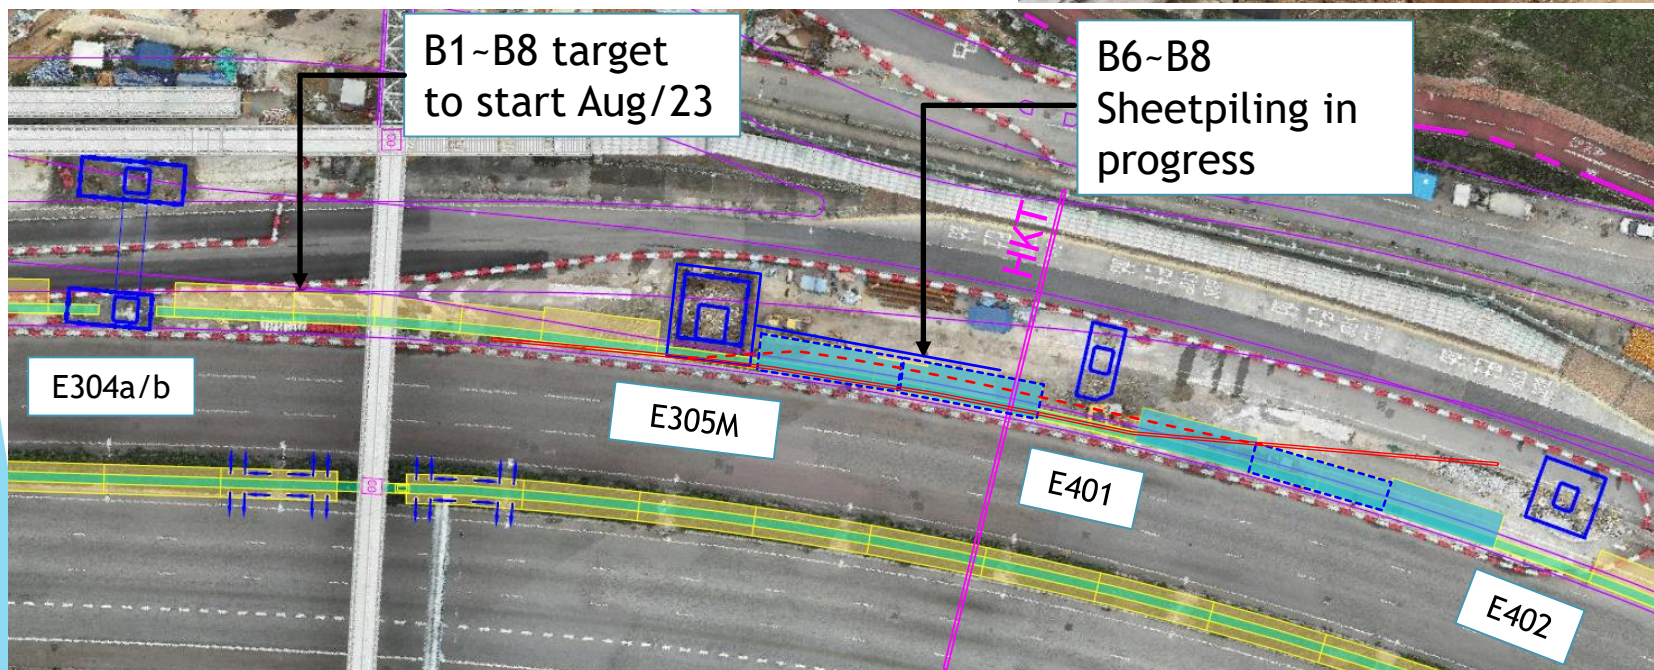 B1~B8 target
to start Aug/23
B6~B8
Sheetpiling in
progress
HKT
E304a/b
E305M
E401
E402